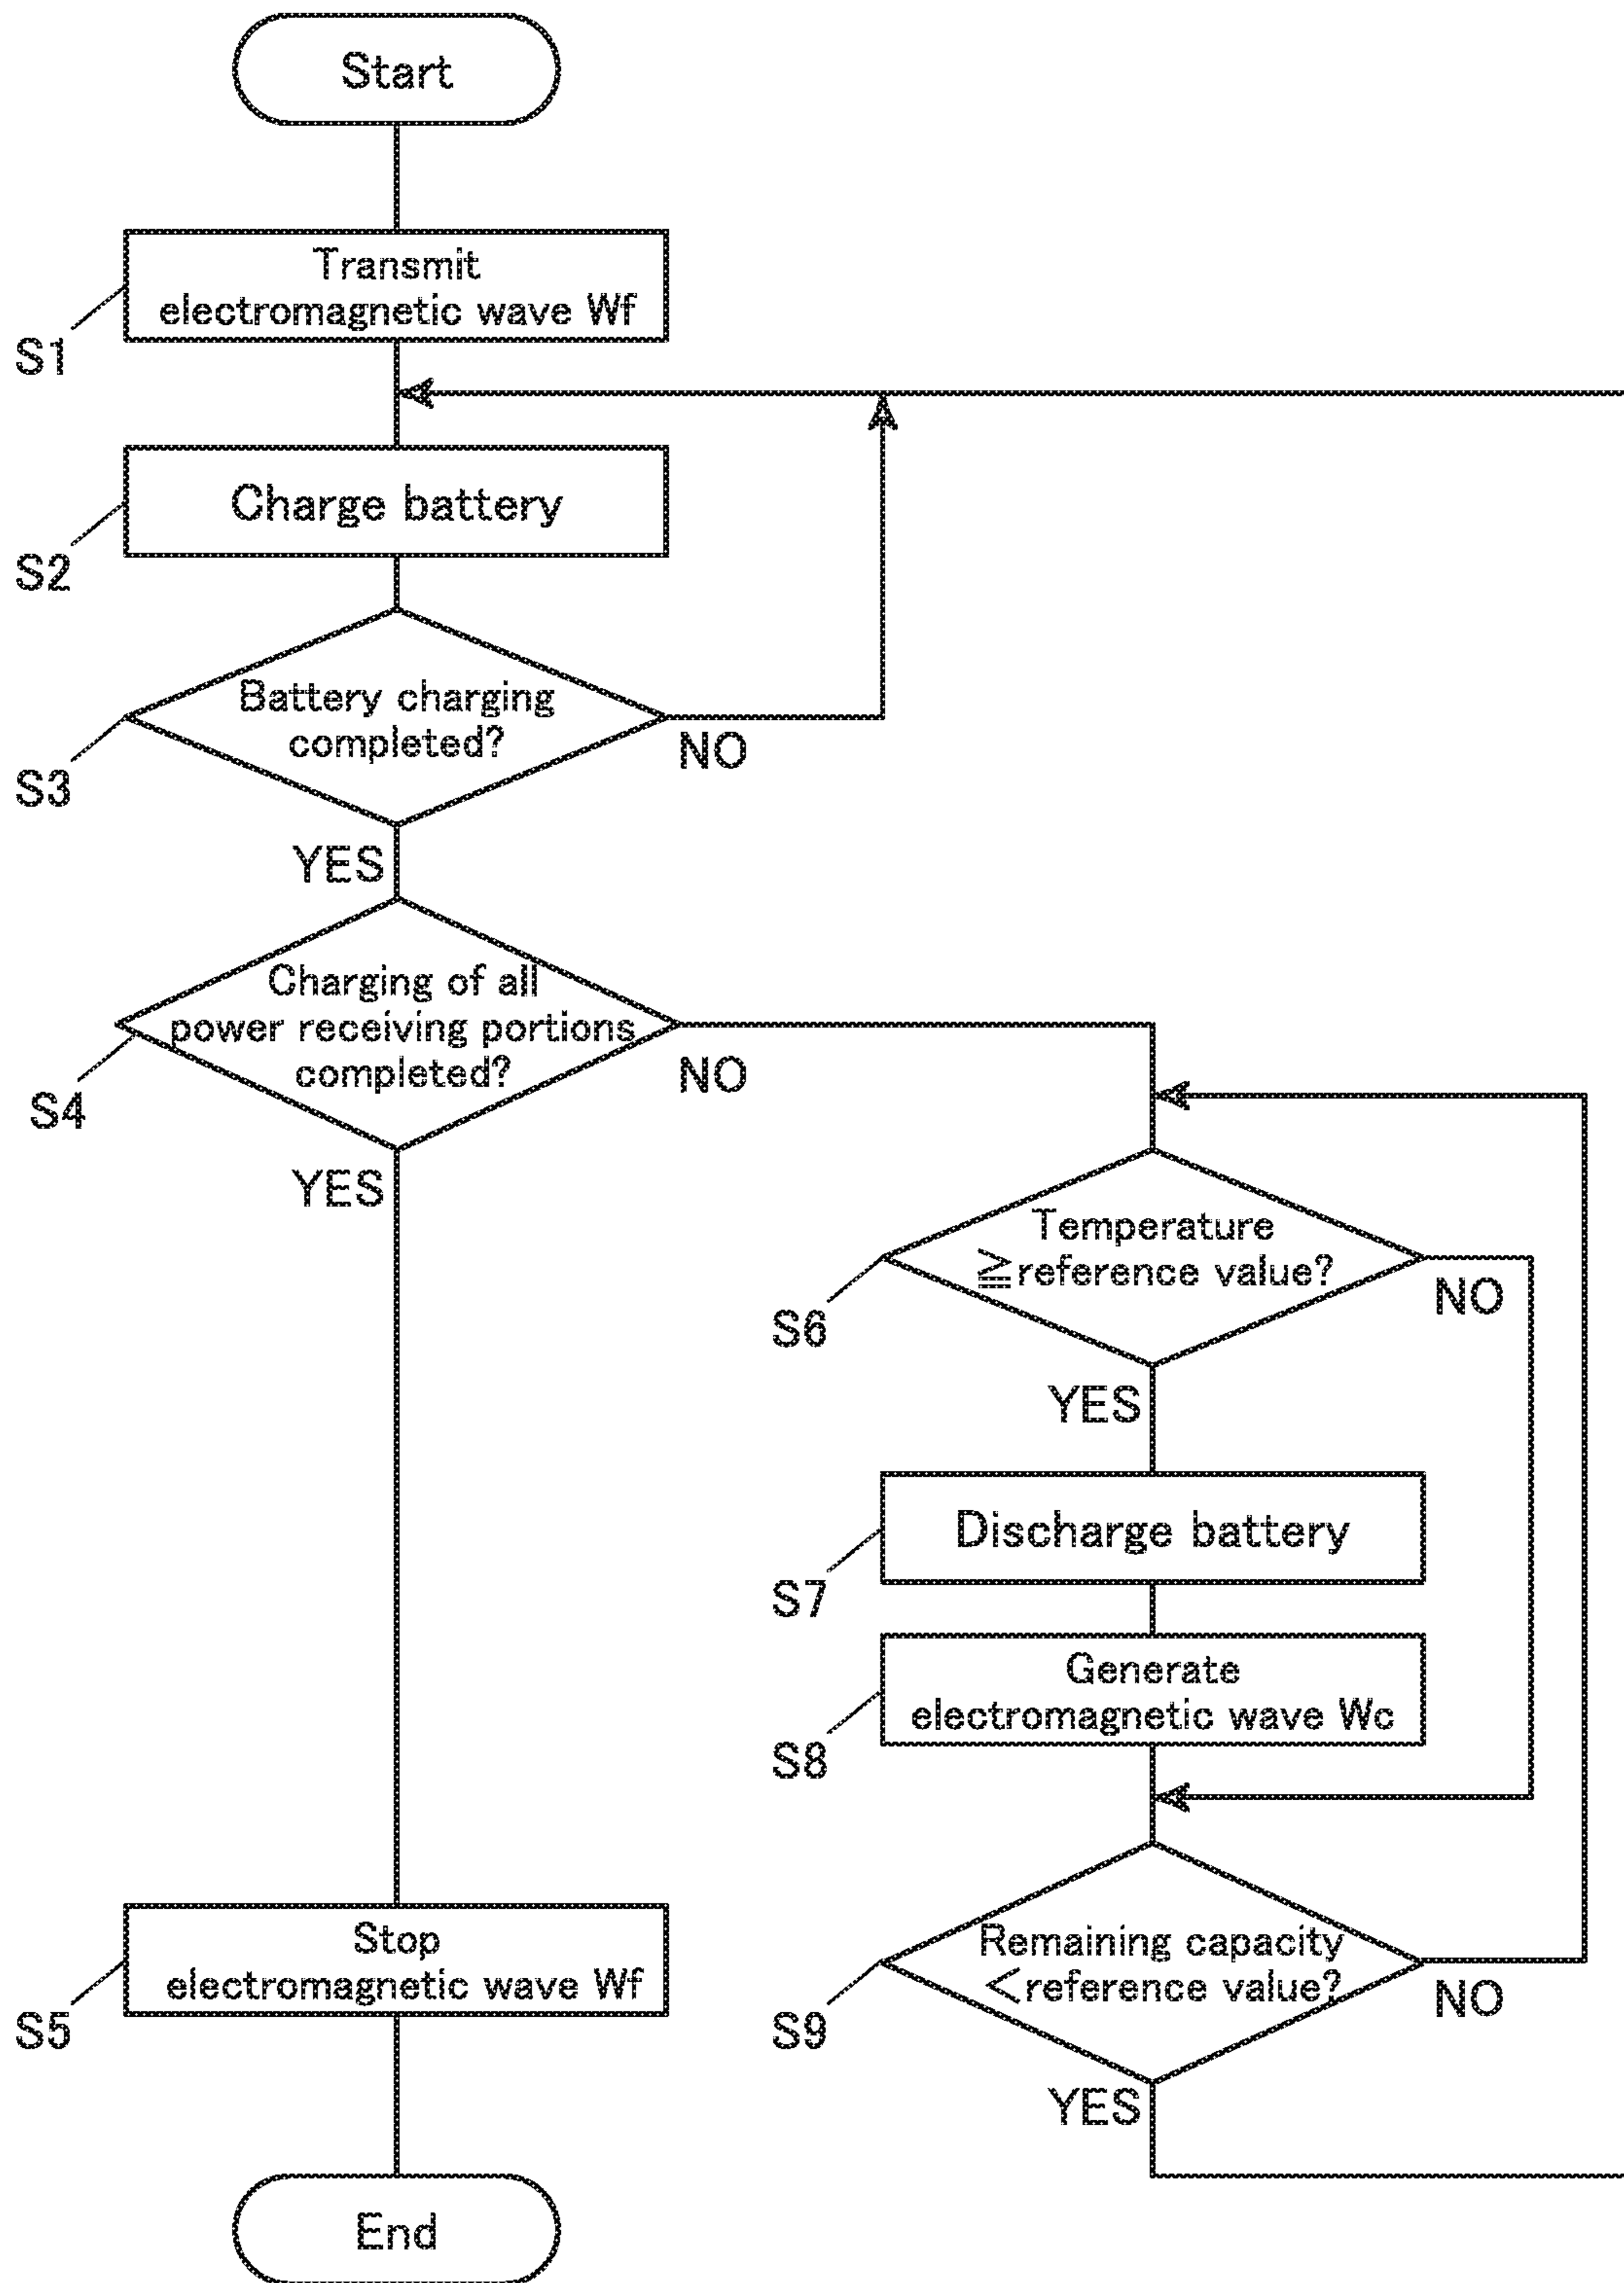 Start
Transmit
electromagnetic wave Wf
S1
Charge battery
S2
Battery charging
completed?
S3
NO
YES
Charging of all
power receiving portions
completed?
S4
NO
YES
Temperature
≧reference value?
S6
NO
YES
Discharge battery
S7
Generate
electromagnetic wave Wc
S8
Stop
electromagnetic wave Wf
S5
Remaining capacity
<reference value?
S9
NO
YES
End